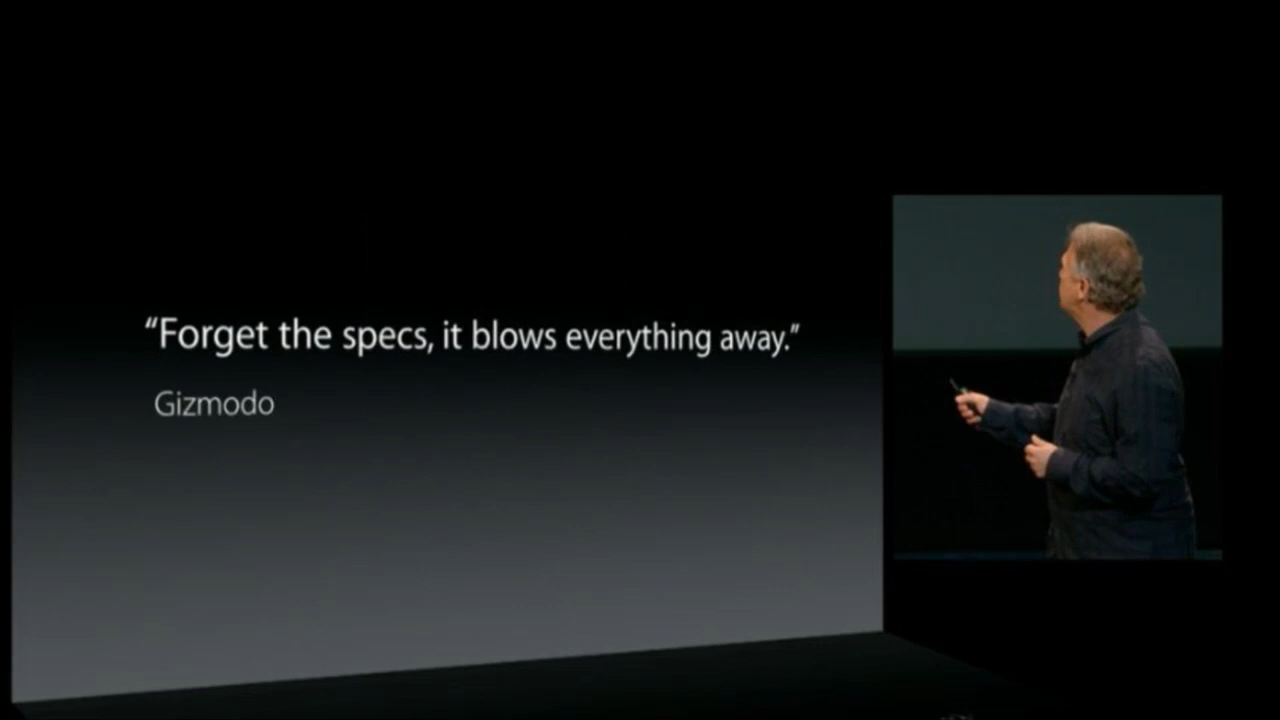 “Forget the specs, it blows everything away.”
Gizmodo